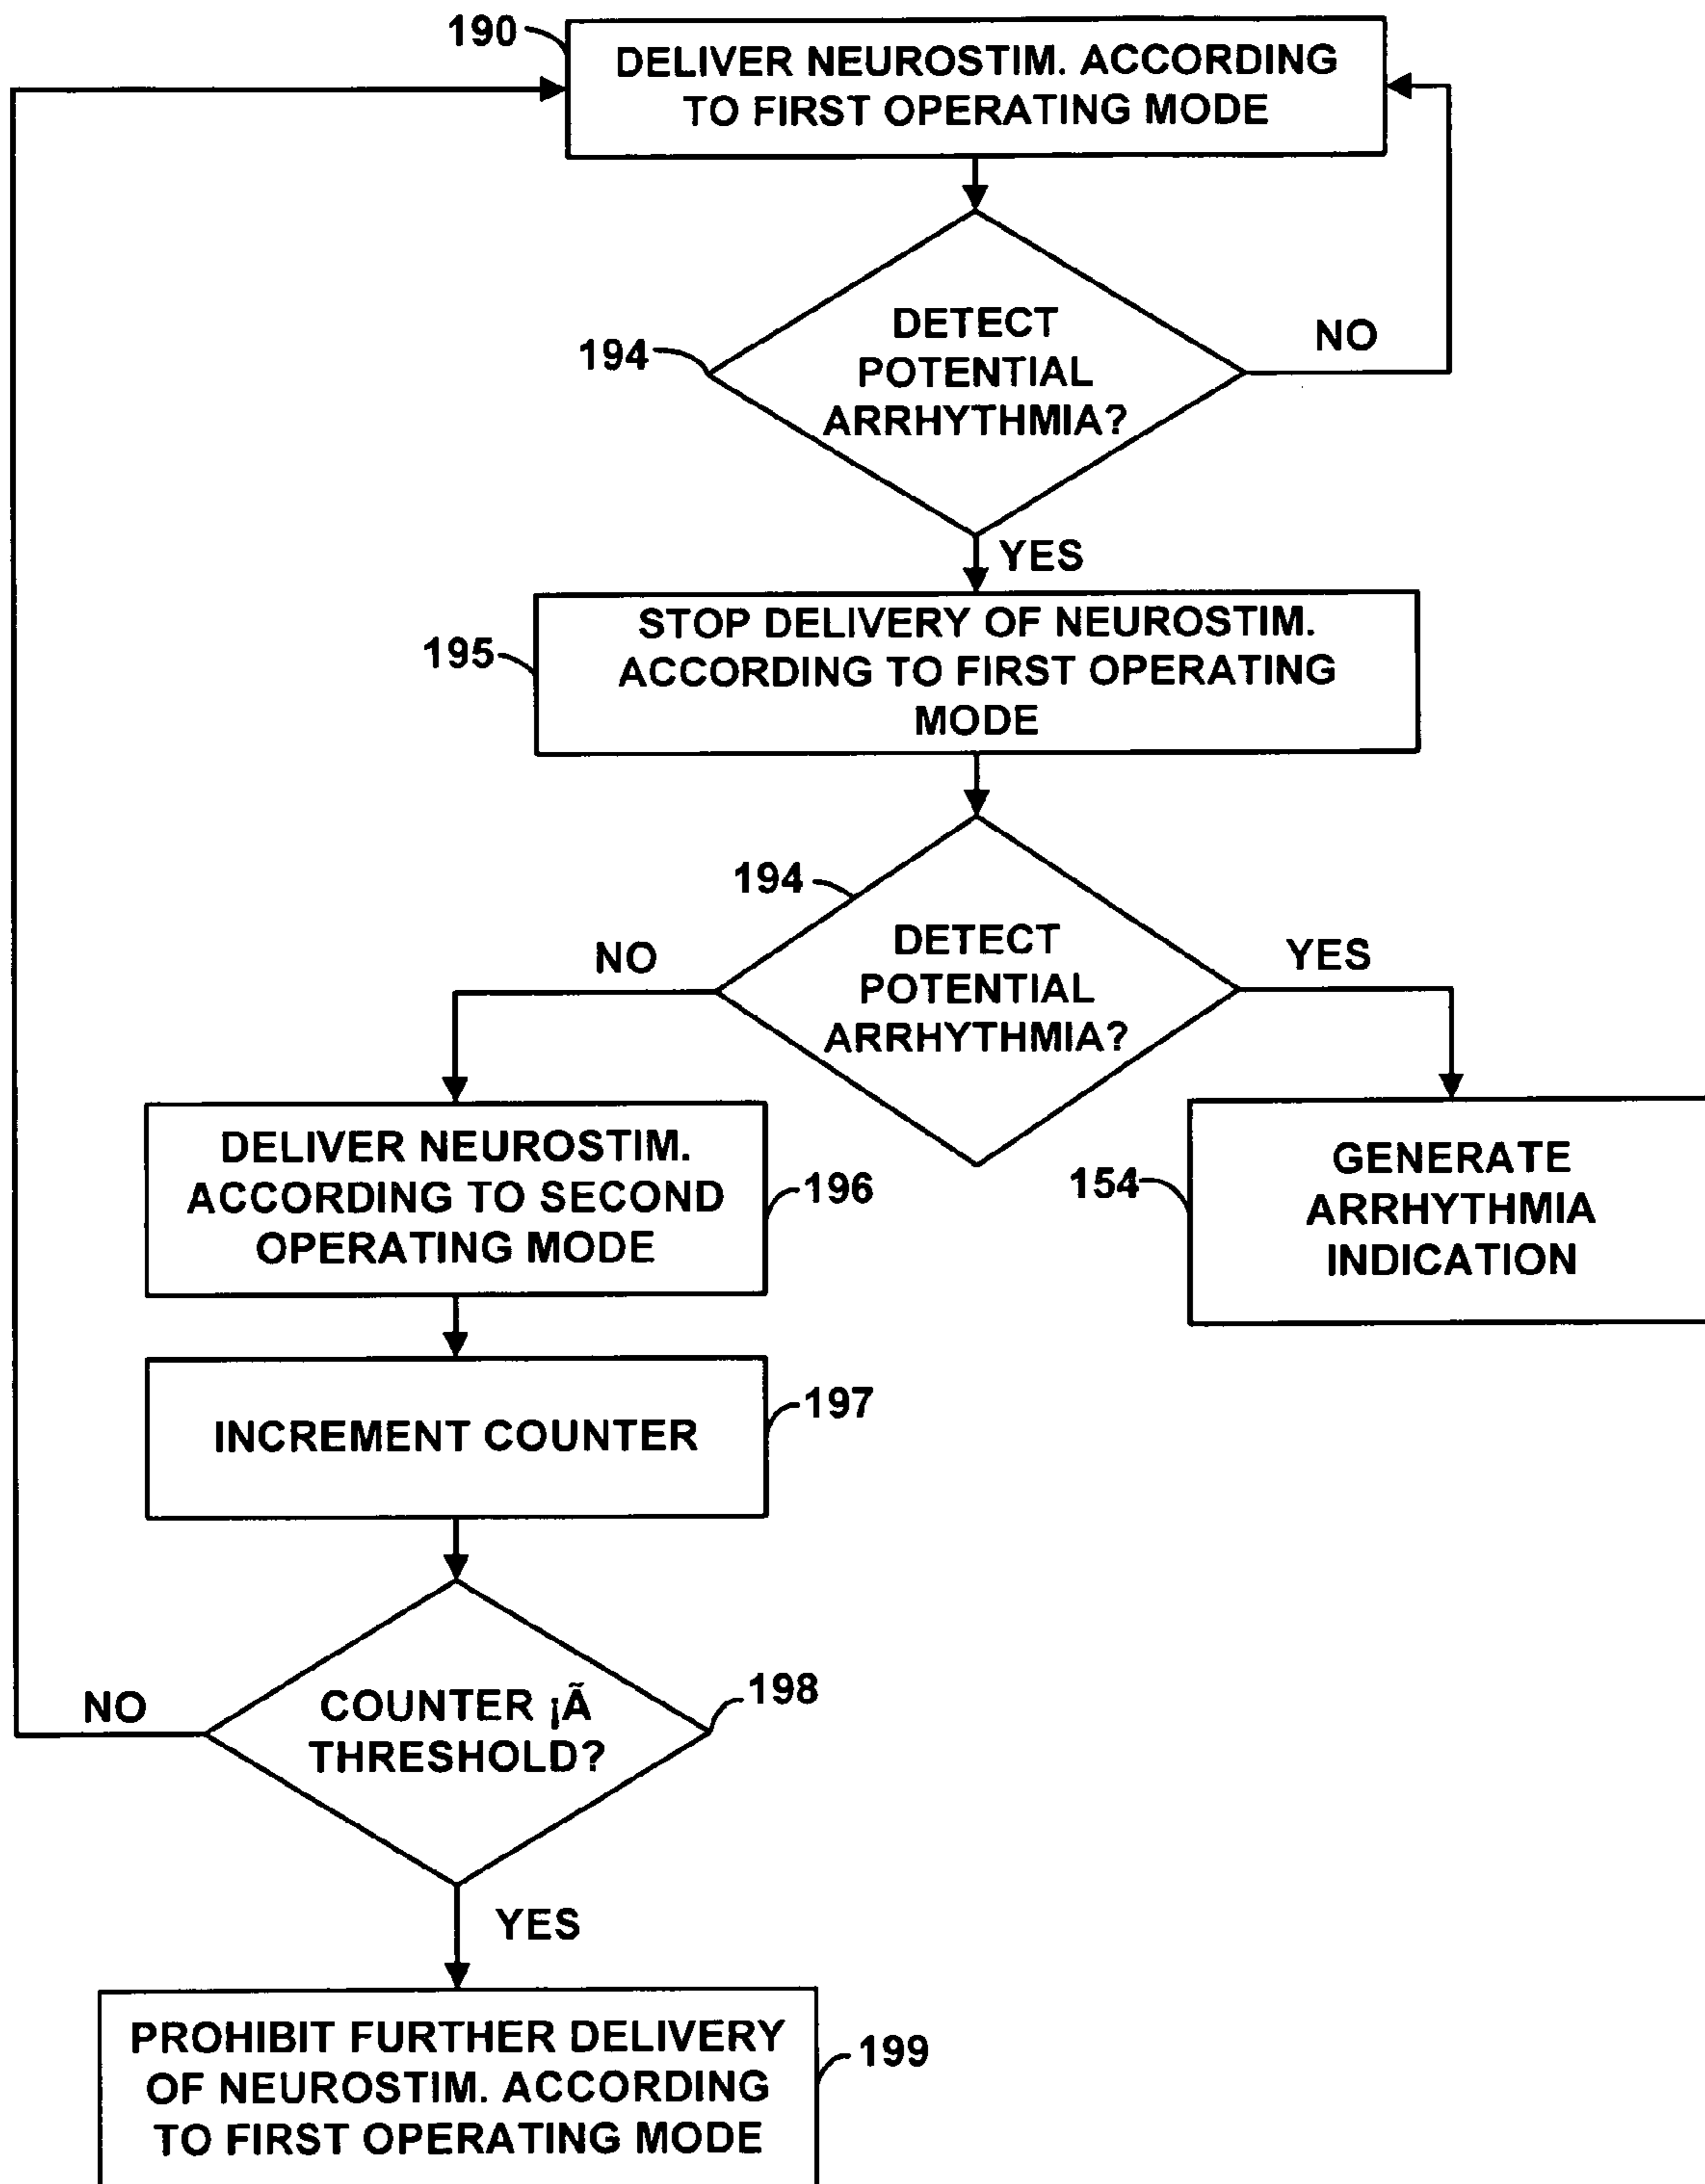 190
DELIVER NEUROSTIM. ACCORDING
TO FIRST OPERATING MODE
194
DETECT
POTENTIAL
ARRHYTHMIA?
NO
YES
195
STOP DELIVERY OF NEUROSTIM.
ACCORDING TO FIRST OPERATING
MODE
194
DETECT
POTENTIAL
ARRHYTHMIA?
NO
YES
DELIVER NEUROSTIM.
ACCORDING TO SECOND
OPERATING MODE
196
154
GENERATE
ARRHYTHMIA
INDICATION
INCREMENT COUNTER
197
COUNTER ¡Ã
THRESHOLD?
198
NO
YES
PROHIBIT FURTHER DELIVERY
OF NEUROSTIM. ACCORDING
TO FIRST OPERATING MODE
199